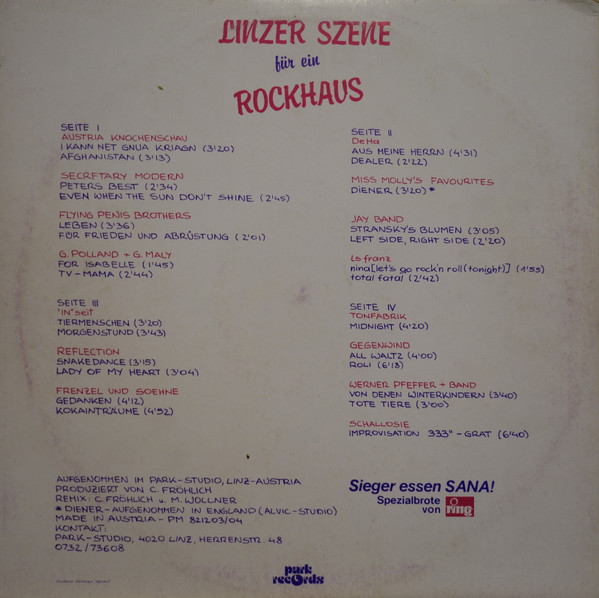 LINZER SZENE
für ein
ROCKHAUS
SEITE I
AUSTRIA KNOCHENSCHAU
I KANN NET GNUA KRIAGN (3'20)
AFGHANISTAN (3'13)
SECRETARY MODERN
PETERS BEST (2'34)
EVEN WHEN THE SUN DON'T SHINE (2'45)
FLYING PENIS BROTHERS
LEBEN (3'36)
FÜR FRIEDEN UND ABRÜSTUNG (2'01)
G. POLLAND + G. MALY
FOR ISABELLE (1'45)
TV-MAMA (2'44)
SEITE II
DeHa
AUS MEINE HERRN (4'31)
DEALER (2'22)
MISS MOLLY'S FAVOURITES
DIENER (3'20)*
JAY BAND
STRANSKY'S BLUMEN (3'05)
LEFT SIDE, RIGHT SIDE (2'20)
Ls franz
nina[let's go rock'n roll(tonight)] (1'55)
total fatal (2'42)
SEITE III
"IN"seit
TIERMENSCHEN (3'20)
MORGENSTUND (3'43)
REFLECTION
SNAKEDANCE (3'15)
LADY OF MY HEART (3'04)
FRENZEL UND SOEHNE
GEDANKEN (4'12)
KOKAINTRÄUME (4'52)
SEITE IV
TONFABRIK
MIDNIGHT (4'20)
GEGENWIND
ALL WALTZ (4'00)
ROLI (6'13)
WERNER PFEFFER + BAND
VON DENEN WINTERKINDERN (3'40)
TOTE TIERE (3'00)
SCHALLOSIE
IMPROVISATION 333"-GRAT (6'40)
AUFGENOMMEN IM PARK-STUDIO, LINZ-AUSTRIA
PRODUZIERT VON C. FRÖHLICH
REMIX: C. FRÖHLICH u. M. WOLLNER
* DIENER-AUFGENOMMEN IN ENGLAND (ALVIC-STUDIO)
MADE IN AUSTRIA - PM 821203/04
KONTAKT:
PARK-STUDIO, 4020 LINZ, HERRENSTR. 48
0732/73608
Sieger essen SANA!
Spezialbrote
von ring
park
records